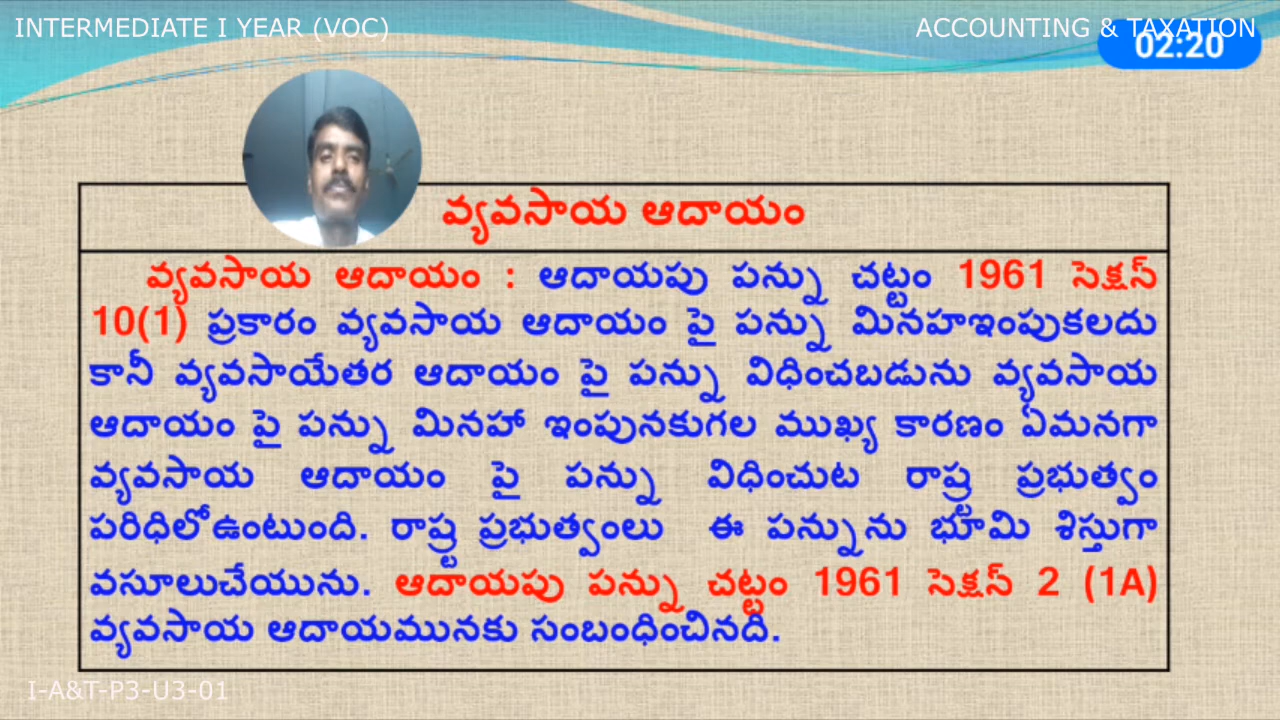 INTERMEDIATE I YEAR (VOC)
ACCOUNTING & TAXATION
02:20
వ్యవసాయ ఆదాయం
వ్యవసాయ ఆదాయం : ఆదాయపు పన్ను చట్టం 1961 సెక్షస్
10(1) ప్రకారం వ్యవసాయ ఆదాయం పై పన్ను మినహఇంపుకలదు
కానీ వ్యవసాయేతర ఆదాయం పై పన్ను విధించబడును వ్యవసాయ
ఆదాయం పై పన్ను మినహా ఇంపునకుగల ముఖ్య కారణం ఏమనగా
వ్యవసాయ ఆదాయం పై పన్ను విధించుట రాష్ట్ర ప్రభుత్వం
పరిధిలోఉంటుంది. రాష్ట్ర ప్రభుత్వంలు ఈ పన్నును భూమి శిస్తుగా
వసూలుచేయును. ఆదాయపు పన్ను చట్టం 1961 సెక్షస్ 2 (1A)
వ్యవసాయ ఆదాయమునకు సంబంధించినది.
I-A&T-P3-U3-01